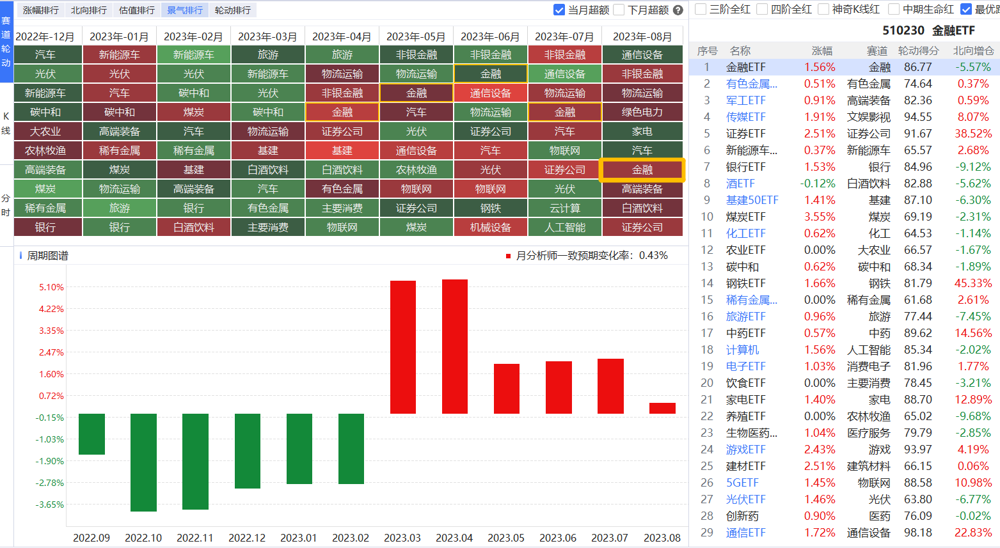 涨幅排行 北向排行 估值排行 景气排行 轮动排行 当月超额 下月超额 ?
三阶全红 四阶全红 神奇K线红 中期生命红
赛道轮动
K线
分时
2022年-12月 2023年-01月 2023年-02月 2023年-03月 2023年-04月 2023年-05月 2023年-06月 2023年-07月 2023年-08月
汽车 新能源车 新能源车 旅游 旅游 非银金融 非银金融 非银金融 通信设备
光伏 光伏 光伏 新能源车 物流运输 物流运输 金融 通信设备 非银金融
新能源车 汽车 碳中和 光伏 非银金融 金融 通信设备 物流运输 物流运输
碳中和 碳中和 煤炭 碳中和 金融 汽车 物流运输 金融 绿色电力
大农业 高端装备 汽车 物流运输 证券公司 光伏 证券公司 汽车 家电
农林牧渔 稀有金属 稀有金属 基建 基建 通信设备 汽车 物联网 汽车
高端装备 煤炭 基建 白酒饮料 白酒饮料 农林牧渔 光伏 证券公司 金融
煤炭 物流运输 高端装备 汽车 有色金属 物联网 物联网 光伏 高端装备
稀有金属 旅游 银行 有色金属 主要消费 证券公司 钢铁 云计算 白酒饮料
银行 银行 白酒饮料 主要消费 物联网 煤炭 机械设备 人工智能 证券公司
周期图谱
月分析师一致预期变化率：0.43%
5.10%
4.22%
3.35%
2.47%
1.60%
0.72%
-0.15%
-1.03%
-1.90%
-2.78%
-3.65%
2022.09 2022.10 2022.11 2022.12 2023.01 2023.02 2023.03 2023.04 2023.05 2023.06 2023.07 2023.08
510230 金融ETF
序号 名称 涨幅 赛道 轮动得分 北向增仓
1 金融ETF 1.56% 金融 86.77 -5.57%
2 有色金属... 0.51% 有色金属 74.64 0.37%
3 军工ETF 0.91% 高端装备 82.36 0.59%
4 传媒ETF 1.91% 文娱影视 94.55 8.07%
5 证券ETF 2.51% 证券公司 91.67 38.52%
6 新能源车... 0.37% 新能源车 65.57 2.68%
7 银行ETF 1.53% 银行 84.96 -9.12%
8 酒ETF -0.12% 白酒饮料 82.88 -5.62%
9 基建50ETF 1.41% 基建 87.10 -6.30%
10 煤炭ETF 3.55% 煤炭 69.19 -2.31%
11 化工ETF 0.62% 化工 64.53 -1.14%
12 农业ETF 0.00% 大农业 66.57 -1.67%
13 碳中和 0.62% 碳中和 68.34 -1.89%
14 钢铁ETF 1.66% 钢铁 81.79 45.33%
15 稀有金属... 0.00% 稀有金属 61.68 2.61%
16 旅游ETF 0.96% 旅游 77.44 -7.45%
17 中药ETF 0.57% 中药 89.62 14.56%
18 计算机 1.56% 人工智能 85.34 -2.02%
19 电子ETF 1.03% 消费电子 81.96 1.77%
20 饮食ETF 0.00% 主要消费 78.45 -3.21%
21 家电ETF 1.40% 家电 88.70 12.89%
22 养殖ETF 0.00% 农林牧渔 65.02 -9.68%
23 生物医药... 1.04% 医疗服务 79.79 -2.85%
24 游戏ETF 2.43% 游戏 93.97 4.19%
25 建材ETF 2.51% 建筑材料 66.15 0.06%
26 5GETF 1.45% 物联网 88.58 10.98%
27 光伏ETF 1.46% 光伏 63.80 -6.77%
28 创新药 0.90% 医药 76.09 -0.02%
29 通信ETF 1.72% 通信设备 98.18 22.83%